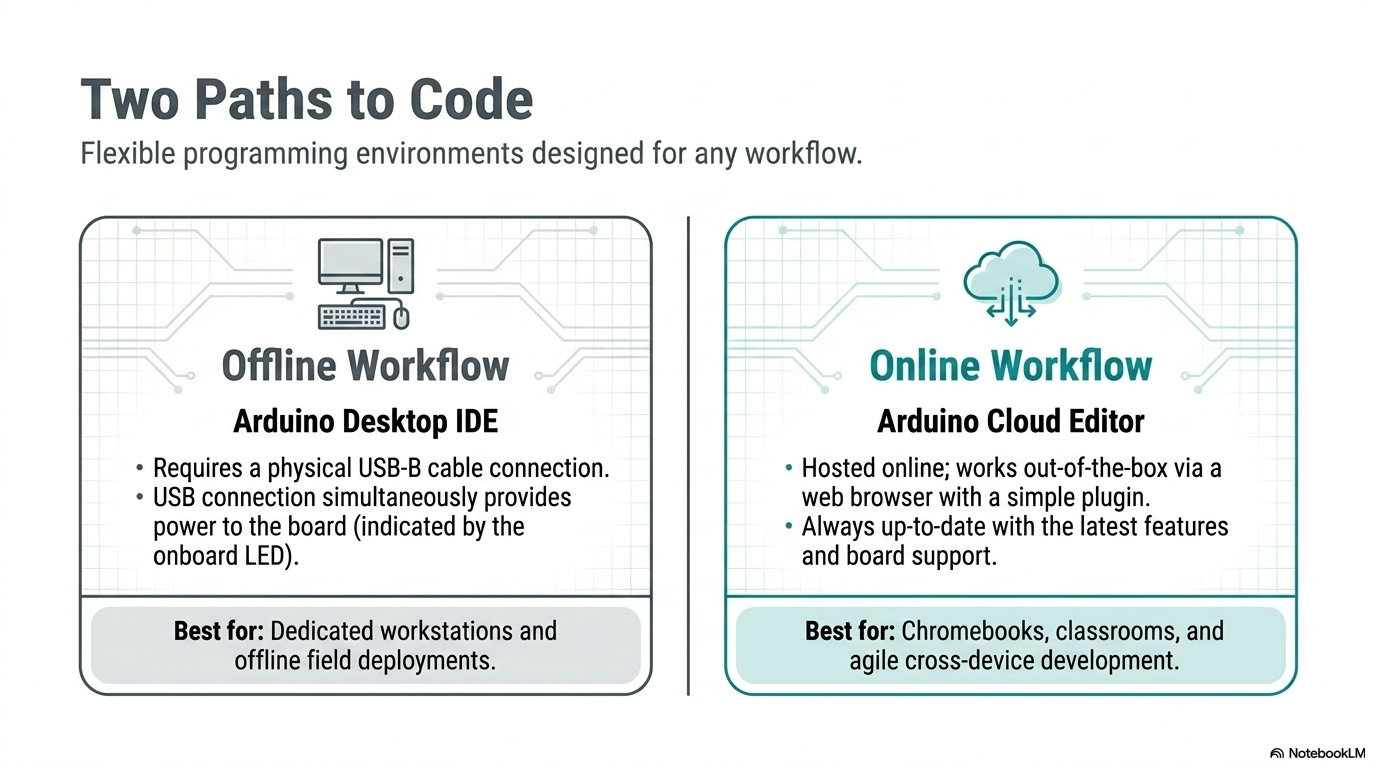 Two Paths to Code
Flexible programming environments designed for any workflow.
Offline Workflow
Arduino Desktop IDE
• Requires a physical USB-B cable connection.
• USB connection simultaneously provides
power to the board (indicated by the
onboard LED).
Best for: Dedicated workstations and
offline field deployments.
Online Workflow
Arduino Cloud Editor
• Hosted online; works out-of-the-box via a
web browser with a simple plugin.
• Always up-to-date with the latest features
and board support.
Best for: Chromebooks, classrooms, and
agile cross-device development.
NotebookLM